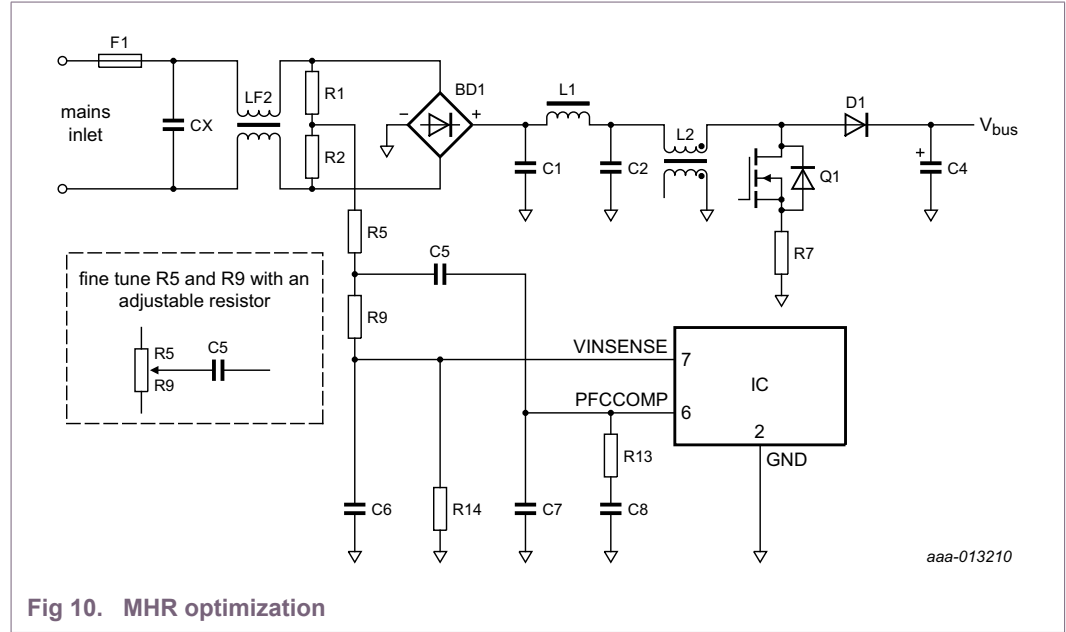 F1
mains
inlet
CX
LF2
R1
R2
BD1
−
+
L1
C1
C2
L2
D1
Vbus
Q1
+
C4
R7
R5
C5
R9
fine tune R5 and R9 with an
adjustable resistor
R5
C5
R9
VINSENSE
7
IC
PFCCOMP
6
2
GND
R13
C6
R14
C7
C8
aaa-013210
Fig 10. MHR optimization